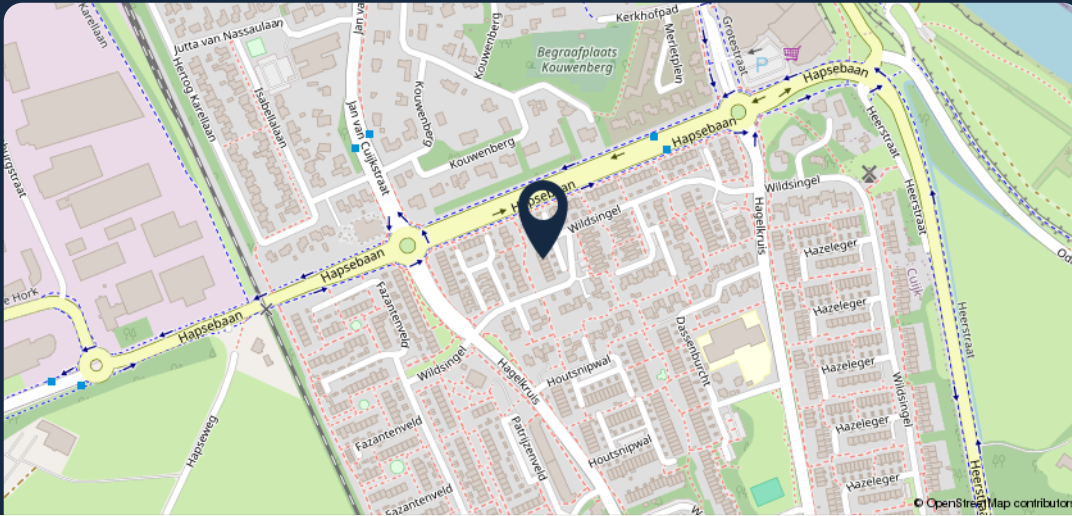 Karellaan
Jutta van Nassaulaan
Hertog Karellaan
Isabellalaan
Jan van Cuijkstraat
Kouwenberg
Kouwenberg
Kouwenberg
Begraafplaats
Kouwenberg
Kerkhofpad
Merletplein
Grotestraat
P
Hapsebaan
Hapsebaan
Hapsebaan
Hapsebaan
Hapsebaan
Heerstraat
Heerstraat
Heerstraat
Wildsingel
Wildsingel
Wildsingel
Wildsingel
Hagelkruis
Hagelkruis
Hazeleger
Hazeleger
Hazeleger
Hazeleger
Hazeleger
Cuijk
Fazantenveld
Fazantenveld
Fazantenveld
Houtsnipwal
Houtsnipwal
Dassenburcht
Patrijzenveld
Hapseweg
© OpenStreetMap contributors